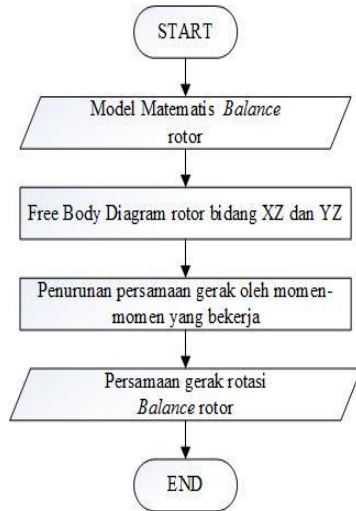 START
Model Matematis Balance
rotor
Free Body Diagram rotor bidang XZ dan YZ
Penurunan persamaan gerak oleh momen-
momen yang bekerja
Persamaan gerak rotasi
Balance rotor
END